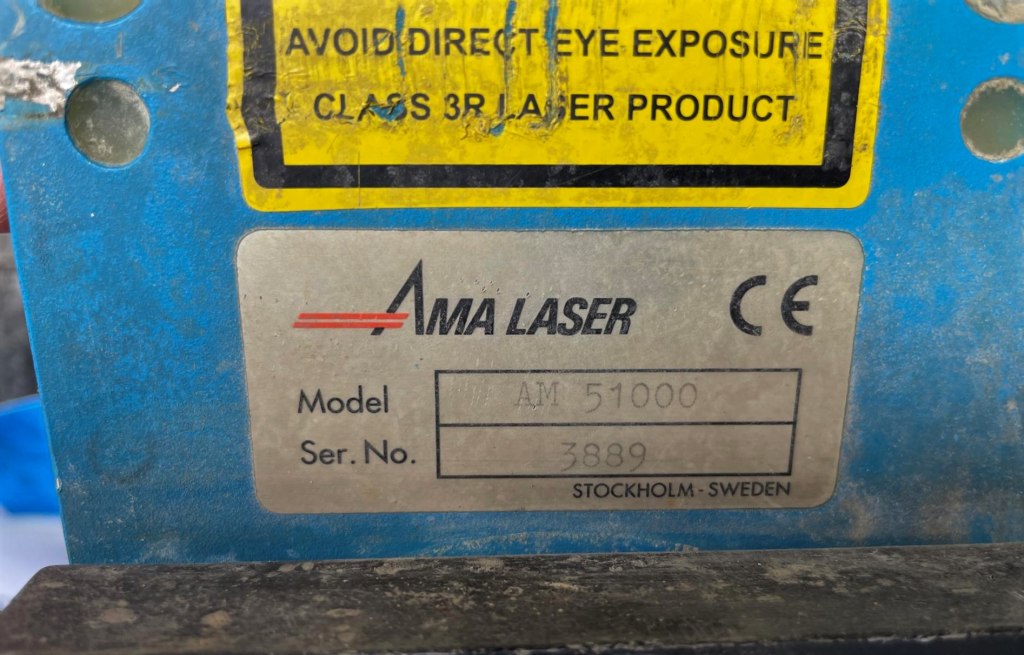 AVOID DIRECT EYE EXPOSURE
CLASS 3R LASER PRODUCT
AMA LASER CE
Model AM 51000
Ser. No. 3889
STOCKHOLM - SWEDEN